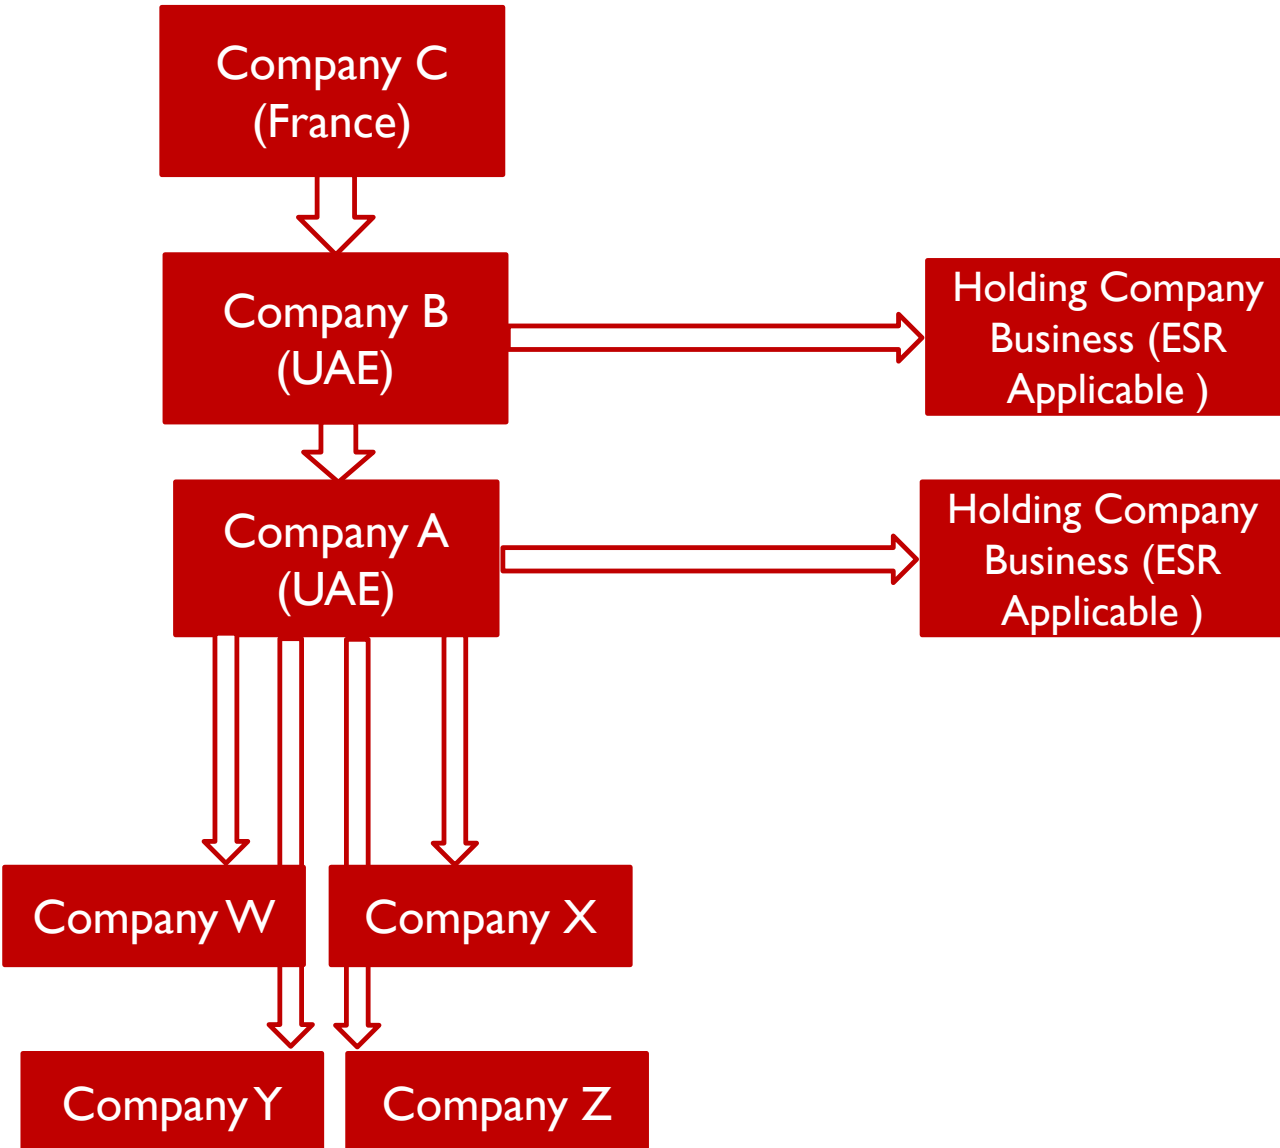 Company C
(France)
Company B
(UAE)
Holding Company
Business (ESR
Applicable )
Company A
(UAE)
Holding Company
Business (ESR
Applicable )
Company W
Company X
Company Y
Company Z